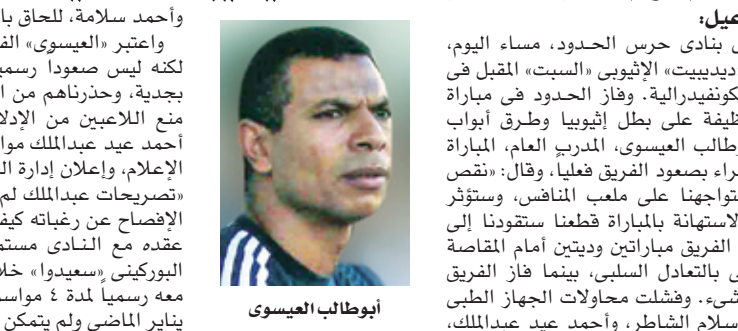 عيل:
بنادى حرس الحدود، مساء اليوم،
ديديبيت» الإثيوبى «السبت» المقبل فى
كونفيدرالية. وفاز الحدود فى مباراة
ظيفة على بطل إثيوبيا وطرق أبواب
وطالب العيسوى، المدرب العام، المباراة
راء بصعود الفريق فعلياً، وقال: «نقص
تواجهنا على ملعب المنافس، وستؤثر
لاستهانة بالمباراة قطعنا ستقودنا إلى
الفريق مباراتين وديتين أمام المقاصة
ى بالتعادل السلبى، بينما فاز الفريق
شىء. وفشلت محاولات الجهاز الطبى
سلام الشاطر، وأحمد عيد عبدالملك،
أبوطالب العيسوى
وأحمد سلامة، للحاق با
واعتبر «العيسوى» الف
لكنه ليس صعوداً رسمي
بجدية، وحذرناهم من ا
منع اللاعبين من الإدلا
أحمد عيد عبدالملك موا
الإعلام، وإعلان إدارة ال
«تصريحات عبدالملك لم
الإفصاح عن رغباته كيف
عقده مع النادى مستم
البوركينى «سعيدوا» خلا
معه رسمياً لمدة ٤ مواسم
يناير الماضى ولم يتمكن